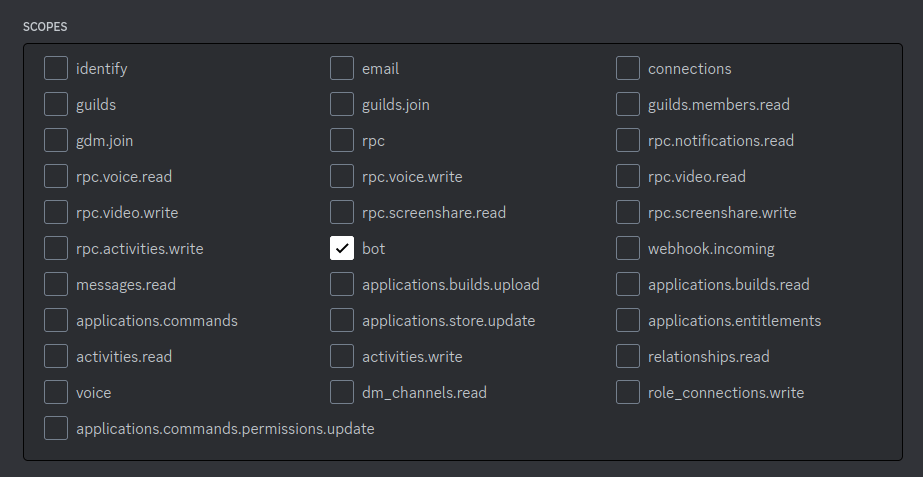 SCOPES
identify email connections
guilds guilds.join guilds.members.read
gdm.join rpc rpc.notifications.read
rpc.voice.read rpc.voice.write rpc.video.read
rpc.video.write rpc.screenshare.read rpc.screenshare.write
rpc.activities.write bot webhook.incoming
messages.read applications.builds.upload applications.builds.read
applications.commands applications.store.update applications.entitlements
activities.read activities.write relationships.read
voice dm_channels.read role_connections.write
applications.commands.permissions.update